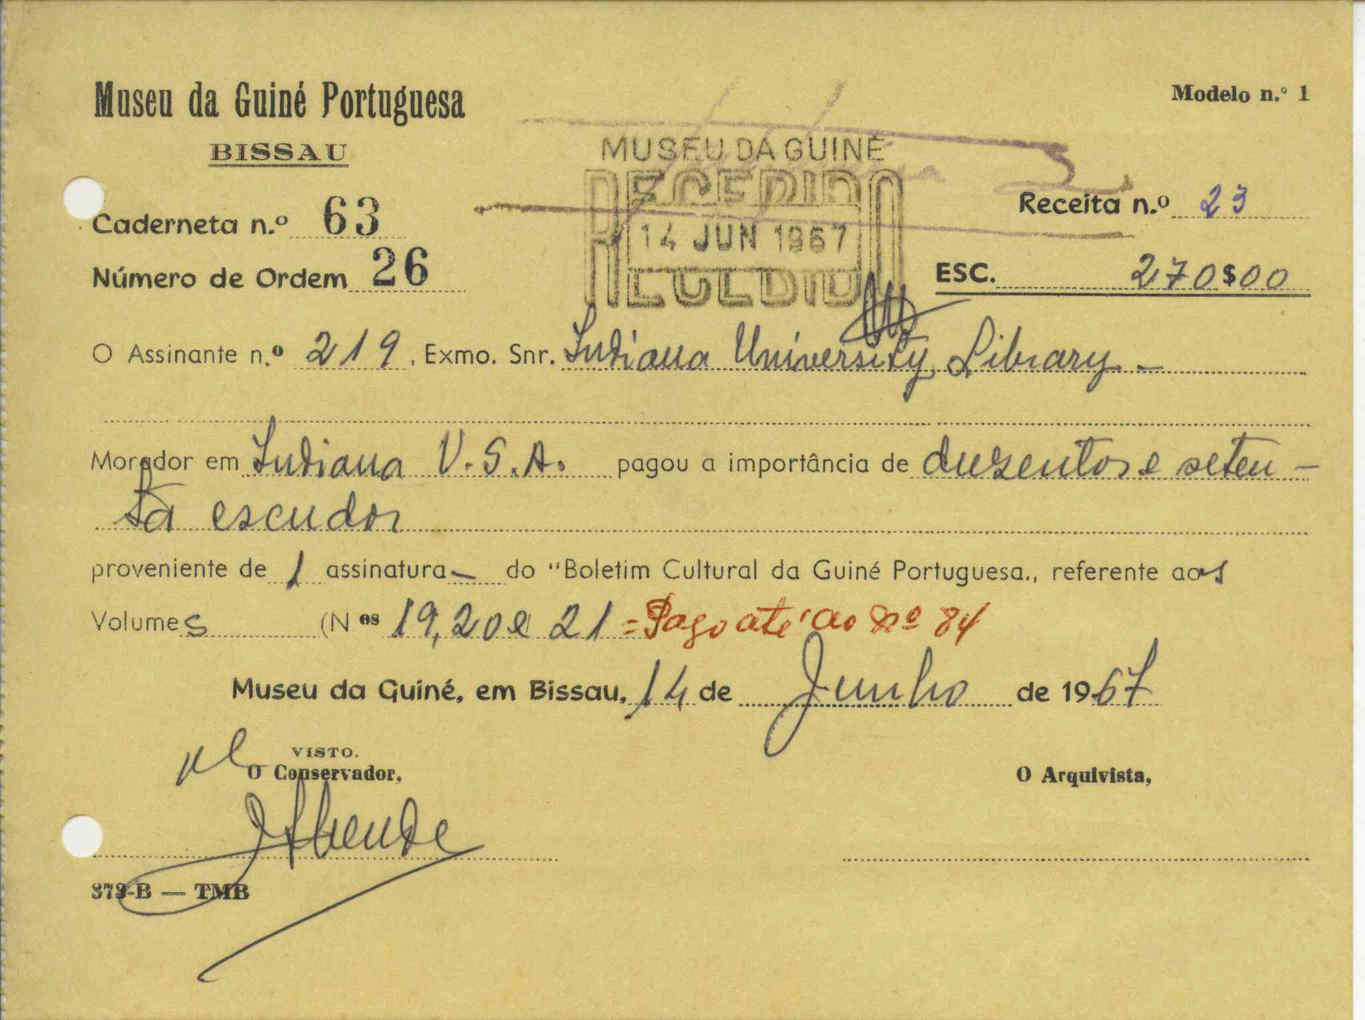 Museu da Guiné Portuguesa
BISSAU
Modelo n.º 1
MUSEU DA GUINÉ
RECEBIDO
14 JUN 1967
Caderneta n.º 63
Receita n.º 23
Número de Ordem 26
ESC. 270$00
O Assinante n.º 219, Exmo. Snr. Indiana University Library.-
Morador em Indiana U.S.A. pagou a importância de duzentos e seten-
ta escudos
proveniente de 1 assinatura- do "Boletim Cultural da Guiné Portuguesa., referente aos
Volumes (N os 19, 20 e 21 = Pago até ao nº 84
Museu da Guiné, em Bissau, 14 de Junho de 1967
VISTO.
O Conservador,
O Arquivista,
379-B — TMB